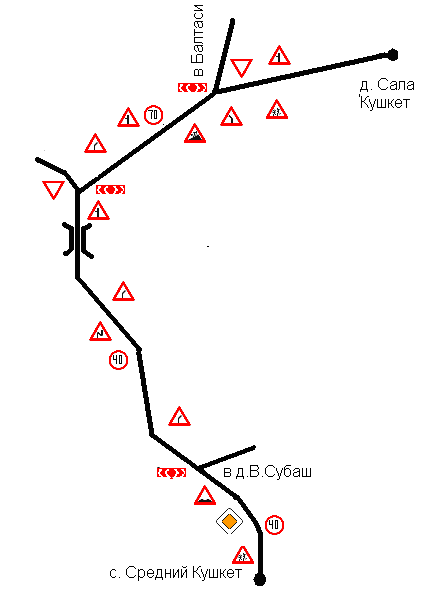 в Балтаси
д. Сала
Кушкет
70
40
в д.В.Субаш
40
с. Средний Кушкет